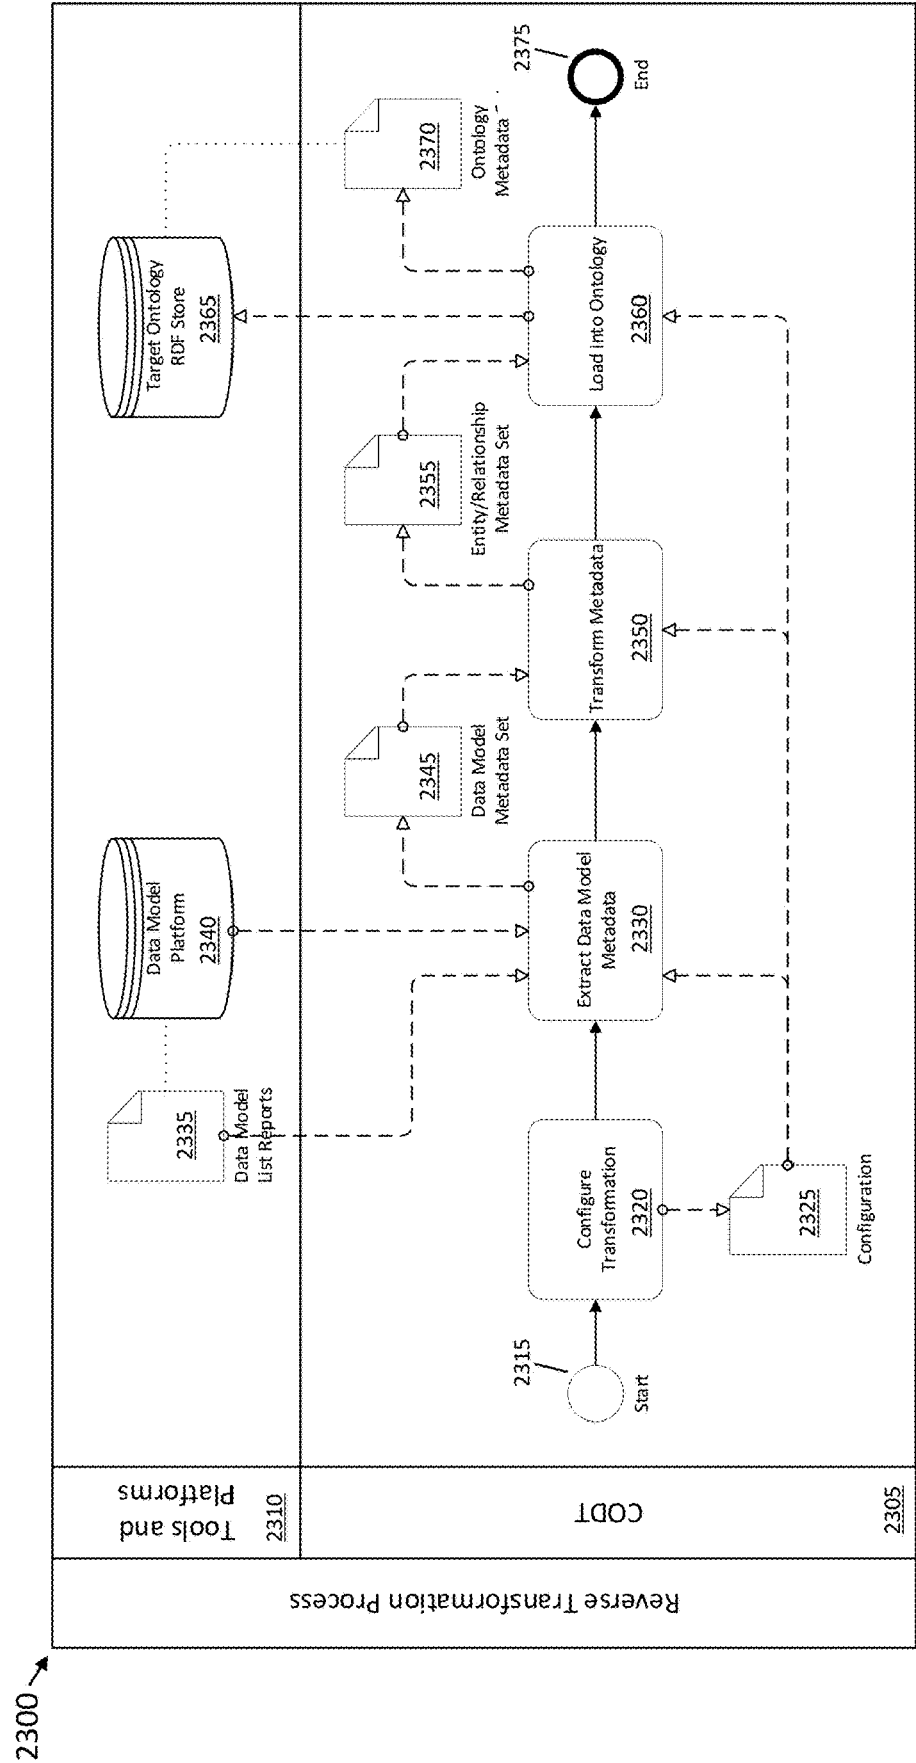 2300
Reverse Transformation Process
Tools and
Platforms
2310
CODT
2305
2335
Data Model
List Reports
Data Model
Platform
2340
Target Ontology
RDF Store
2365
2315
Start
Configure
Transformation
2320
2325
Configuration
Extract Data Model
Metadata
2330
2345
Data Model
Metadata Set
Transform Metadata
2350
2355
Entity/Relationship
Metadata Set
Load into Ontology
2360
2370
Ontology
Metadata
2375
End